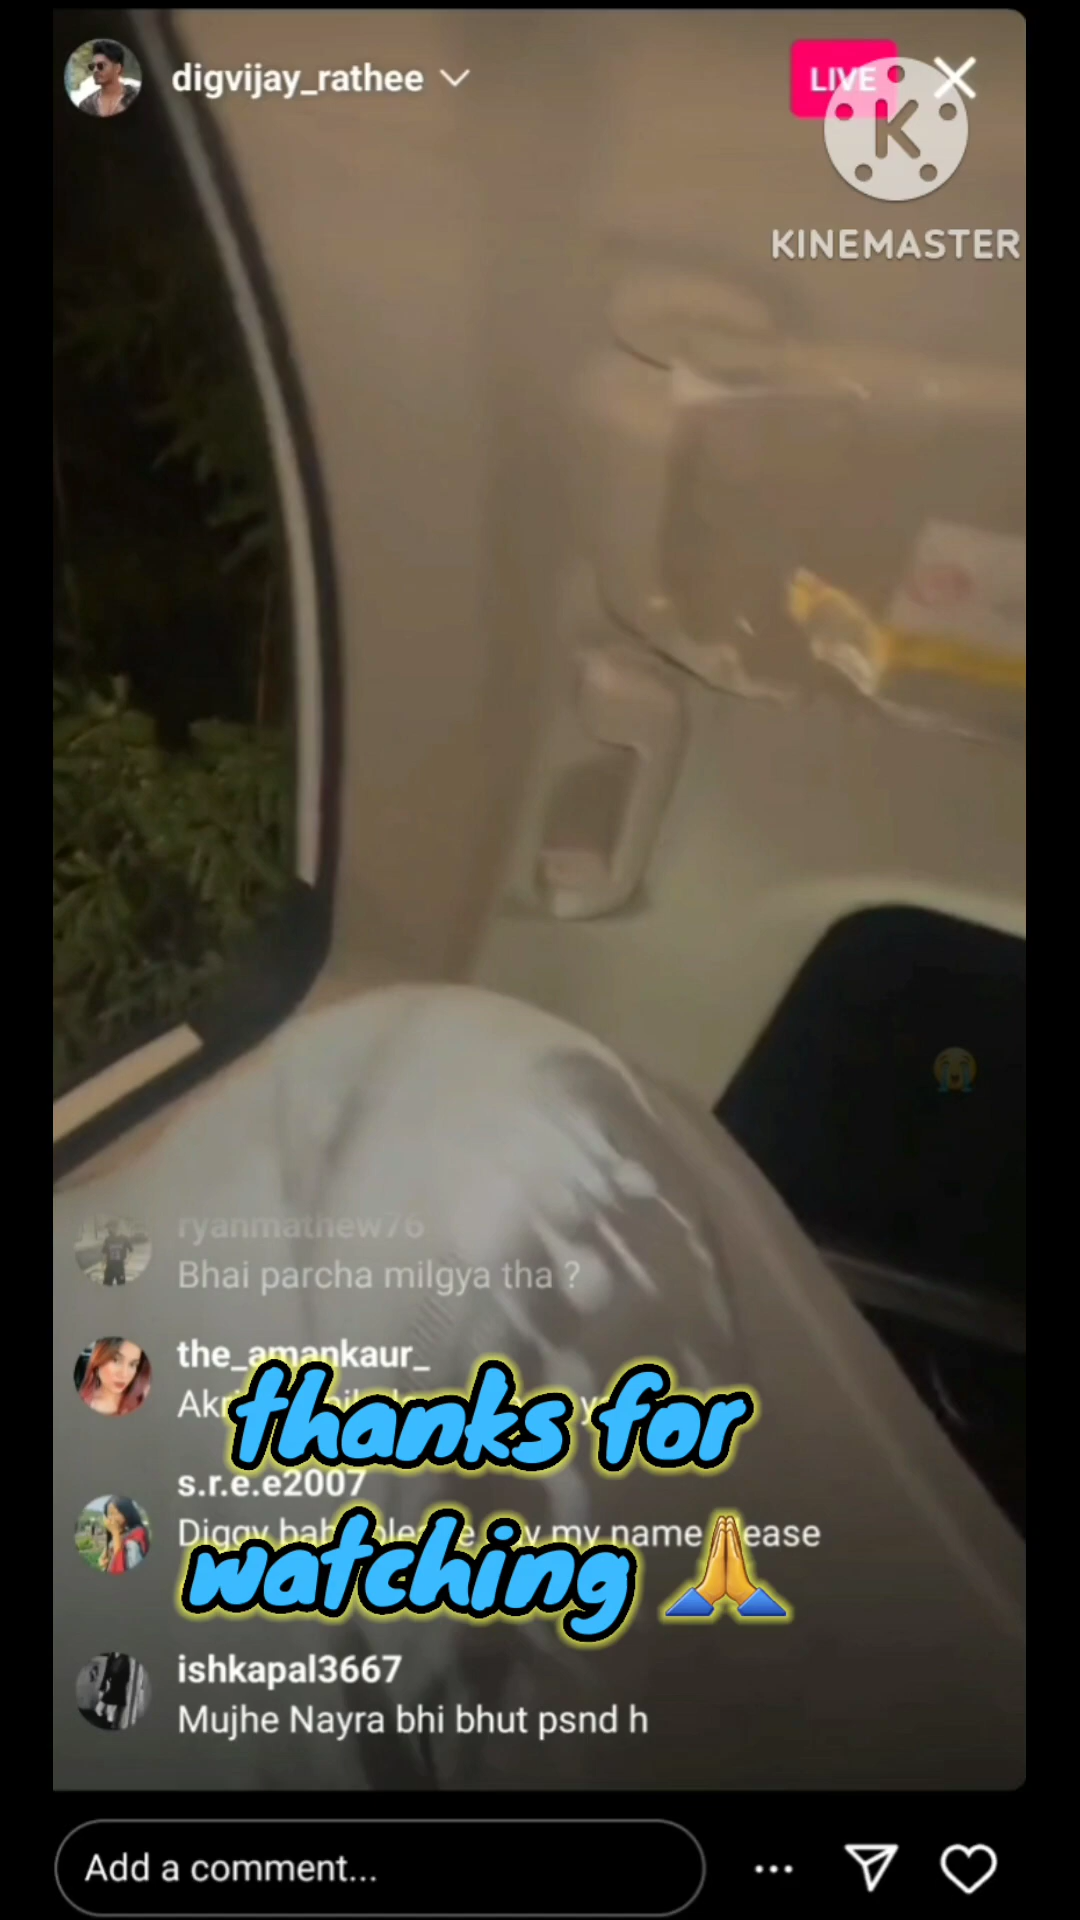 digvijay_rathee
LIVE
K
KINEMASTER
ryanmathew76
Bhai parcha milgya tha ?
the_amankaur_
thanks for
s.r.e.e2007
Diggy my name
watching 🙏
ishkapal3667
Mujhe Nayra bhi bhut psnd h
Add a comment...